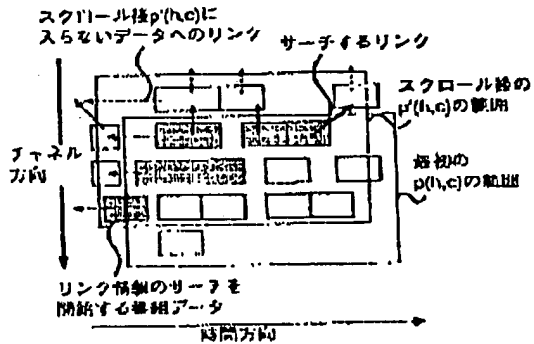 スクロール後p'(h,c)に
入らないデータへのリンク
サーチするリンク
スクロール後の
p'(h,c)の範囲
チャネル
方向
最初の
p(h,c)の範囲
リンク情報のサーチを
開始する番組データ
時間方向